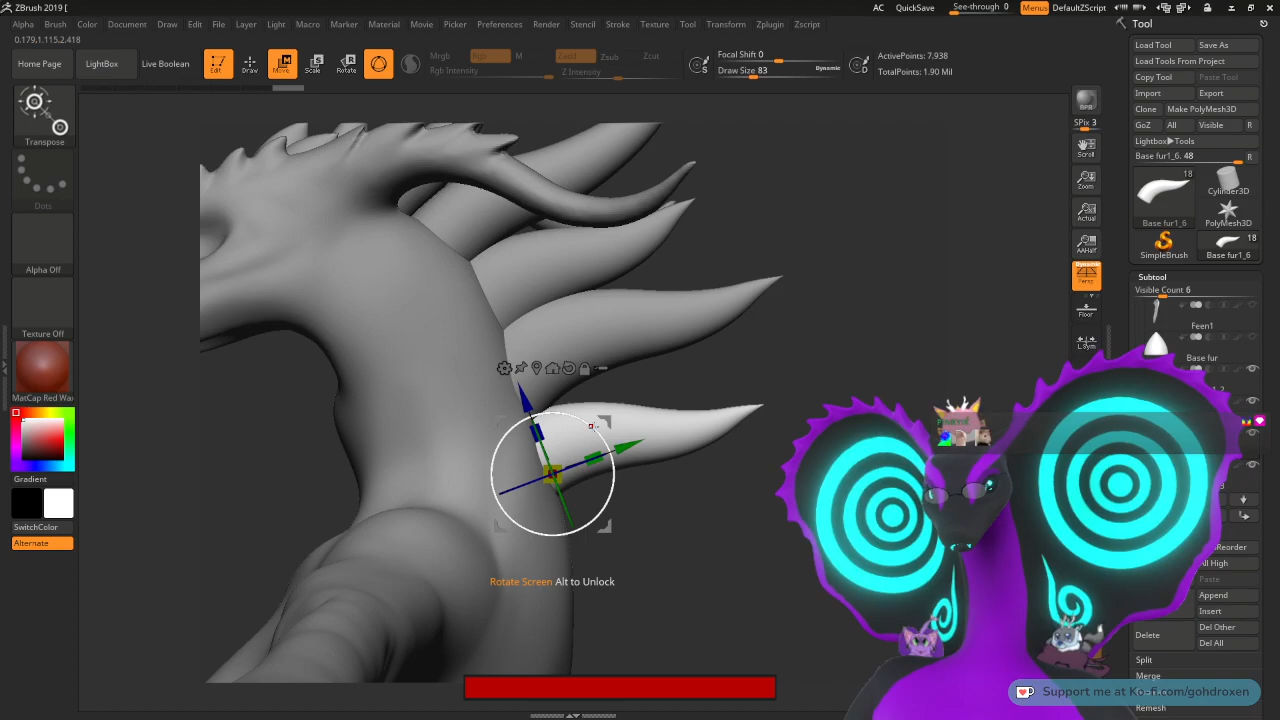 ZBrush 2019 [
AC QuickSave See-through 0 Menus DefaultZScript
Alpha Brush Color Document Draw Edit File Layer Light Macro Marker Material Movie Picker Preferences Render Stencil Stroke Texture Tool Transform Zplugin Zscript
Tool
0.179,1.115,2.418
Home Page LightBox Live Boolean
Edit Draw Move Scale Rotate
Mrgb Rgb M
Rgb Intensity
Zadd Zsub Zcut
Z Intensity
Focal Shift 0
Draw Size 83 Dynamic
S D
ActivePoints: 7,938
TotalPoints: 1.90 Mil
Transpose
Dots
Alpha Off
Texture Off
MatCap Red Wax
Gradient
SwitchColor
Alternate
Rotate Screen Alt to Unlock
BPR
SPix 3
Scroll
Zoom
Actual
AAHalf
Dynamic
Persp
Floor
L.Sym
Load Tool Save As
Load Tools From Project
Copy Tool Paste Tool
Import Export
Clone Make PolyMesh3D
GoZ All Visible R
Lightbox▶Tools
Base fur1_6. 48 R
18
Cylinder3D
Base fur1_6 PolyMesh3D
SimpleBrush
18
Base fur1_6
Subtool
Visible Count 6
Feen1
Base fur
Reorder
All High
Paste
Append
Insert
Delete Del Other
Del All
Split
Merge
Remesh
Support me at Ko-fi.com/gohdroxen